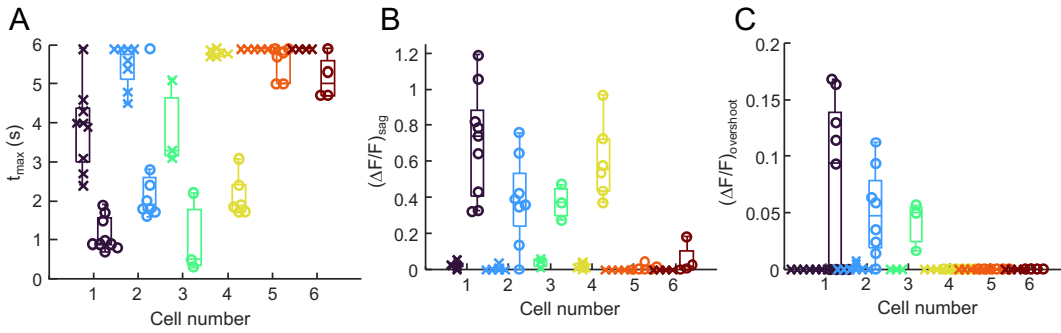 A
B
C
t_max (s)
6
5
4
3
2
1
0
1 2 3 4 5 6
Cell number
(ΔF/F)_sag
1.2
1
0.8
0.6
0.4
0.2
0
1 2 3 4 5 6
Cell number
(ΔF/F)_overshoot
0.2
0.15
0.10
0.05
0
1 2 3 4 5 6
Cell number